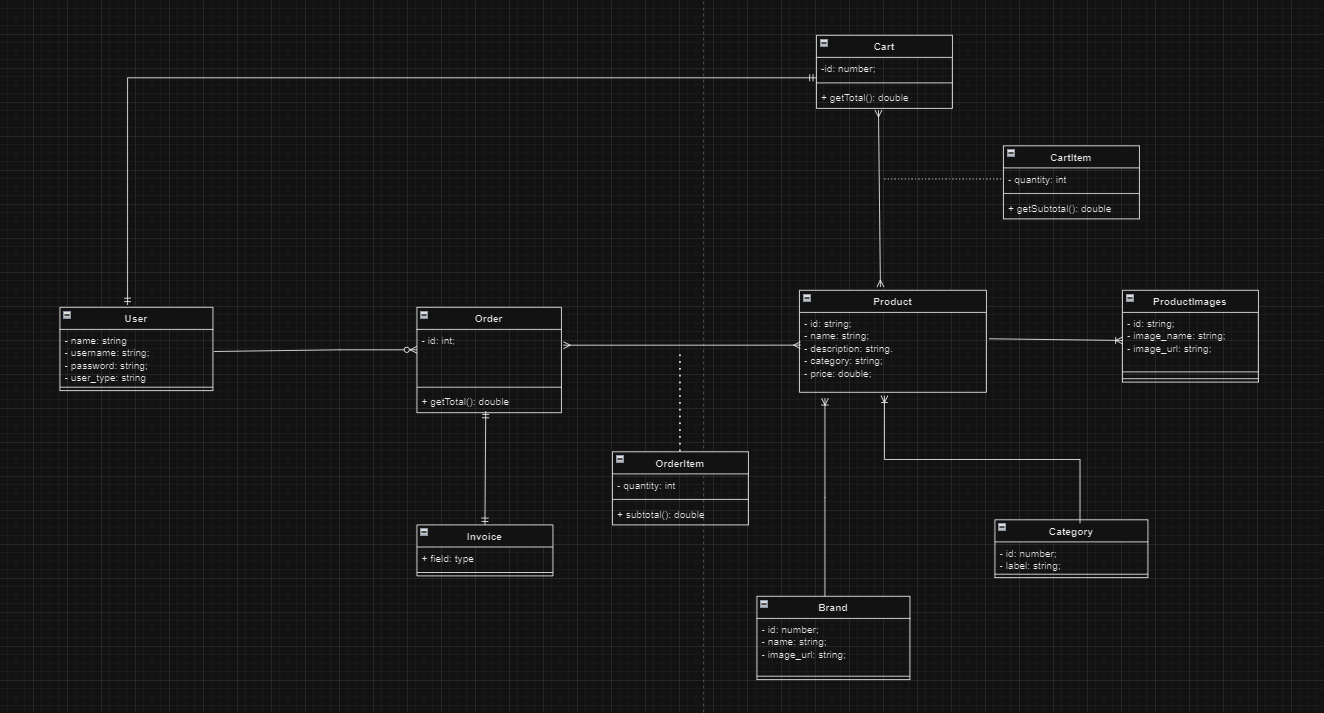 Cart
-id: number;
+ getTotal(): double
CartItem
- quantity: int
+ getSubtotal(): double
User
- name: string
- username: string;
- password: string;
- user_type: string
Order
- id: int;
+ getTotal(): double
Product
- id: string;
- name: string;
- description: string.
- category: string;
- price: double;
ProductImages
- id: string;
- image_name: string;
- image_url: string;
OrderItem
- quantity: int
+ subtotal(): double
Invoice
+ field: type
Category
- id: number;
- label: string;
Brand
- id: number;
- name: string;
- image_url: string;